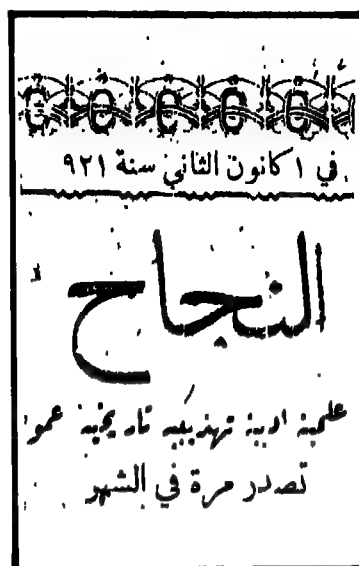 في ١ كانون الثاني سنة ٩٢١
النجاح
علمية ادبية تهذيبية تاريخية عمو
تصدر مرة في الشهر